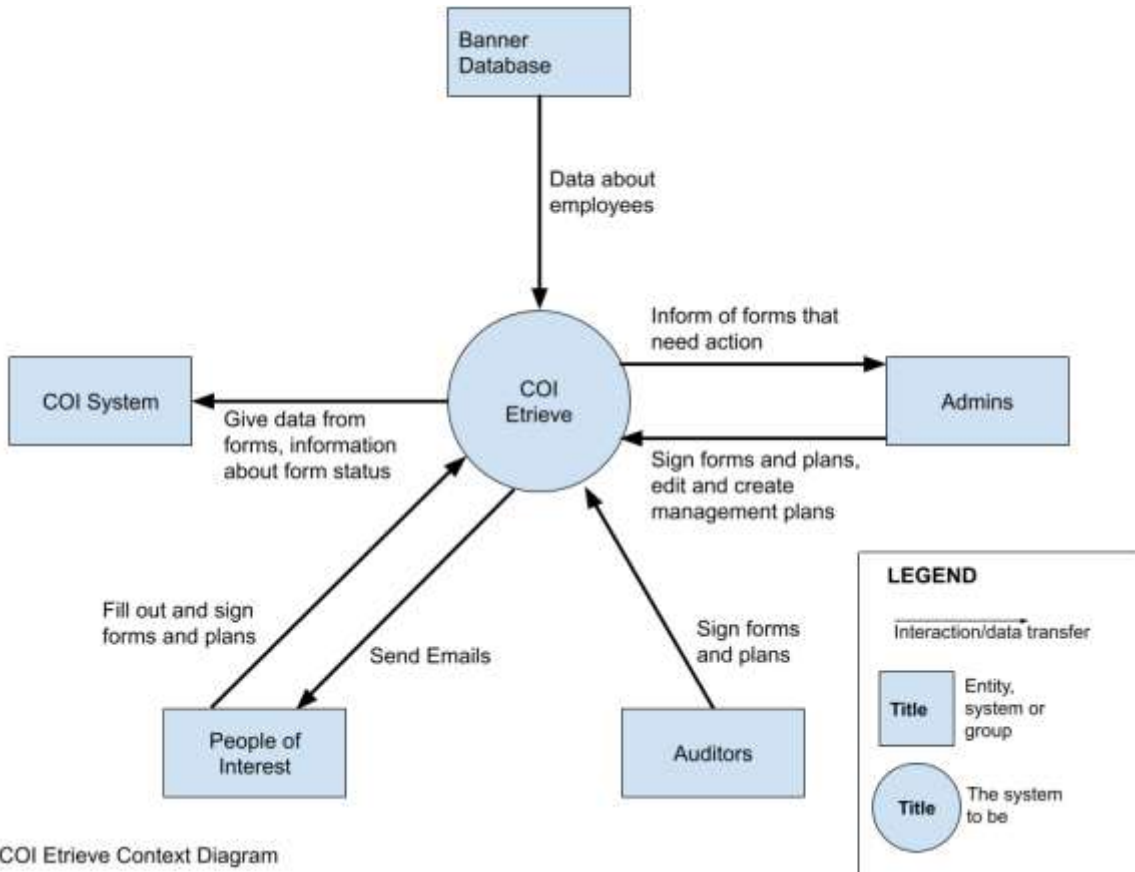 Banner
Database
Data about
employees
Inform of forms that
need action
COI
Etrieve
COI System
Admins
Give data from
forms, information
about form status
Sign forms and plans,
edit and create
management plans
Fill out and sign
forms and plans
Send Emails
Sign forms
and plans
People of
Interest
Auditors
LEGEND
Interaction/data transfer
Title
Entity,
system or
group
Title
The system
to be
COI Etrieve Context Diagram